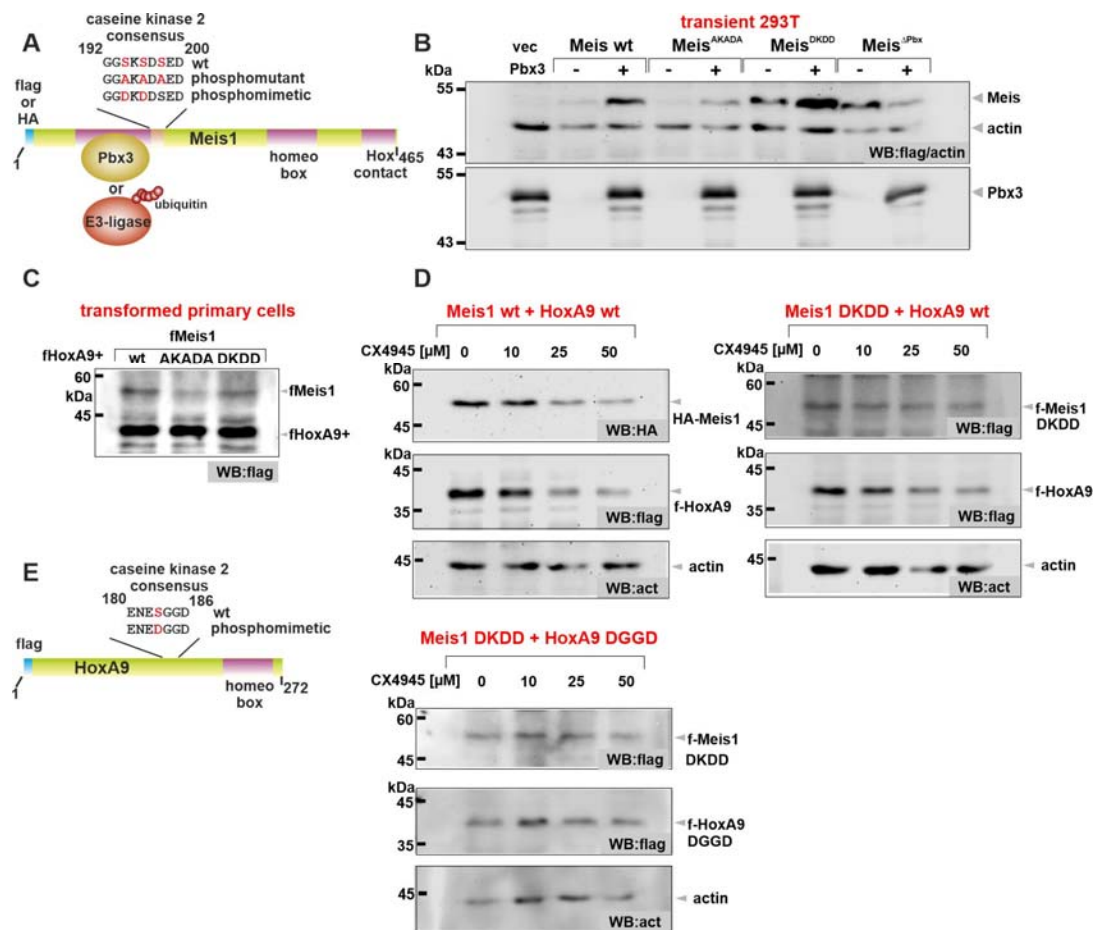 A
caseine kinase 2
consensus
192 200
GGSKSDSED wt
GGAKADAED phosphomutant
GGDKDDSED phosphomimetic
flag
or
HA
Meis1
1
Pbx3
homeo
box
Hox
contact
465
or
ubiquitin
E3-ligase
B
transient 293T
vec Meis wt Meis^AKADA Meis^DKDD Meis^ΔPbx
kDa Pbx3 - + - + - + - +
55
Meis
actin
43
WB:flag/actin
55
Pbx3
43
C
transformed primary cells
fMeis1
fHoxA9+ wt AKADA DKDD
60
kDa
fMeis1
45
fHoxA9+
WB:flag
D
Meis1 wt + HoxA9 wt
CX4945 [µM] 0 10 25 50
kDa
60
HA-Meis1
45
WB:HA
kDa
45
f-HoxA9
35
WB:flag
45
actin
WB:act
Meis1 DKDD + HoxA9 wt
CX4945 [µM] 0 10 25 50
kDa
60
f-Meis1
DKDD
45
WB:flag
kDa
45
f-HoxA9
35
WB:flag
45
actin
WB:act
E
caseine kinase 2
consensus
180 186
ENESGGD wt
ENEDGGD phosphomimetic
flag
HoxA9
1
homeo
box
272
Meis1 DKDD + HoxA9 DGGD
CX4945 [µM] 0 10 25 50
kDa
60
f-Meis1
DKDD
45
WB:flag
kDa
45
f-HoxA9
DGGD
35
WB:flag
45
actin
WB:act